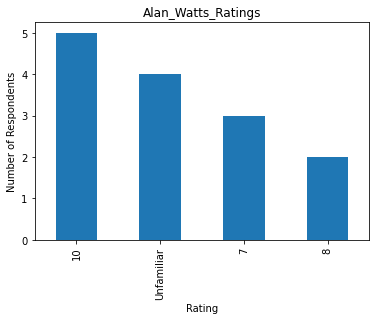 Alan_Watts_Ratings
Number of Respondents
5
4
3
2
1
0
10
Unfamiliar
7
8
Rating